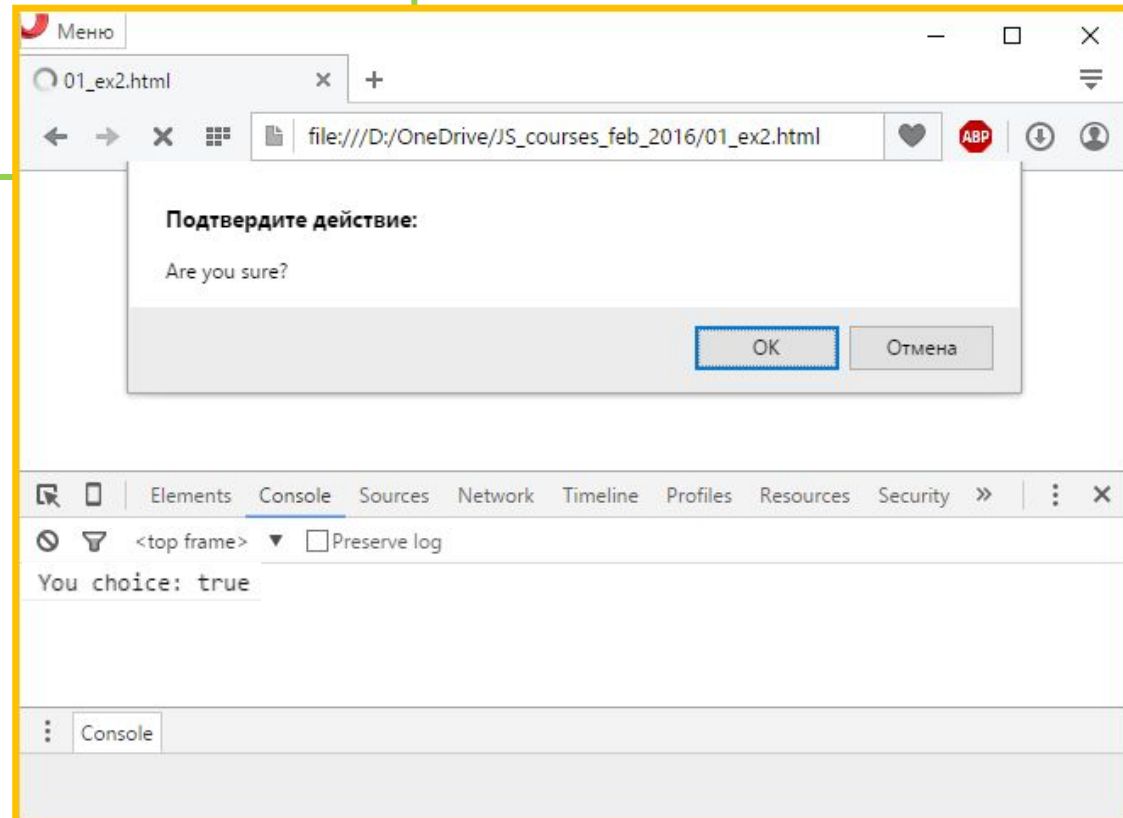 Меню
01_ex2.html
file:///D:/OneDrive/JS_courses_feb_2016/01_ex2.html ABP
Подтвердите действие:
Are you sure?
OK Отмена
Elements Console Sources Network Timeline Profiles Resources Security »
<top frame> ▼ Preserve log
You choice: true
Console